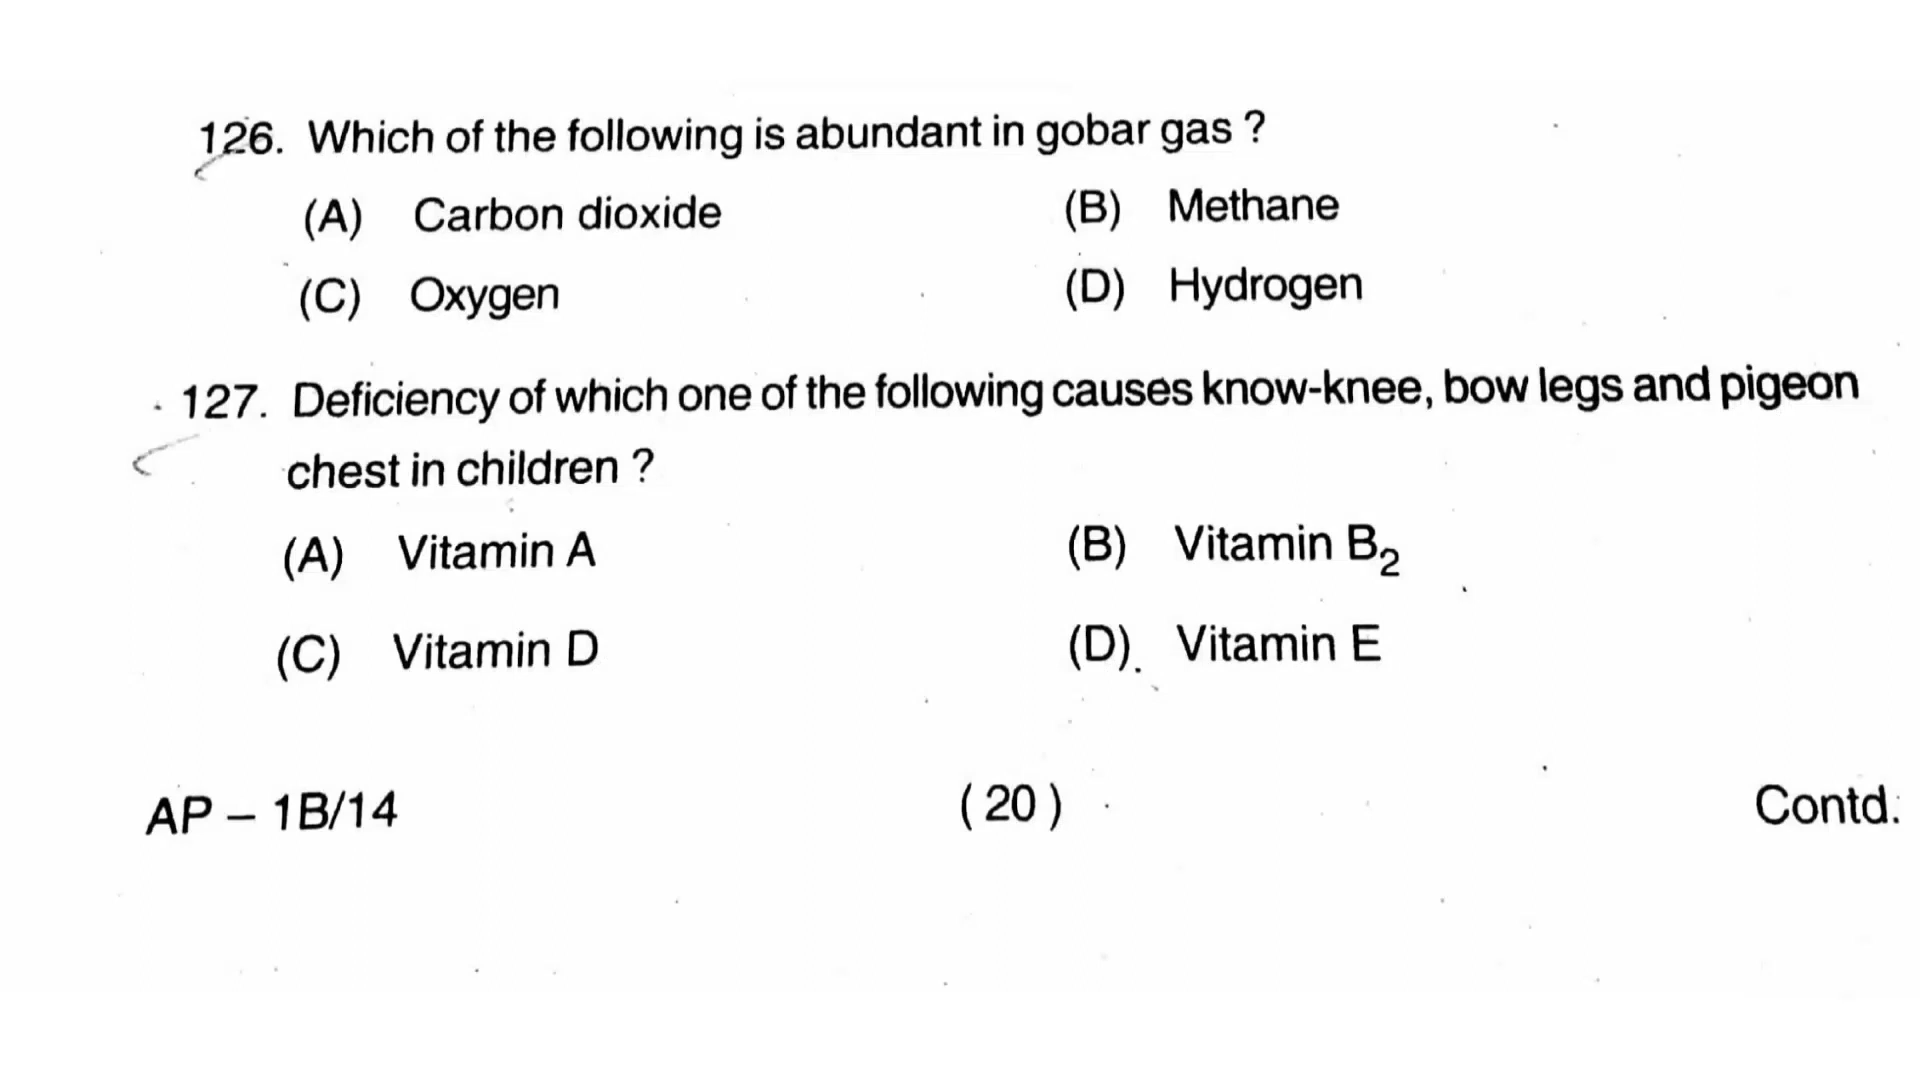 126. Which of the following is abundant in gobar gas ?
(A) Carbon dioxide (B) Methane
(C) Oxygen (D) Hydrogen
127. Deficiency of which one of the following causes know-knee, bow legs and pigeon
chest in children ?
(A) Vitamin A (B) Vitamin B₂
(C) Vitamin D (D). Vitamin E
AP – 1B/14 ( 20 ) Contd.